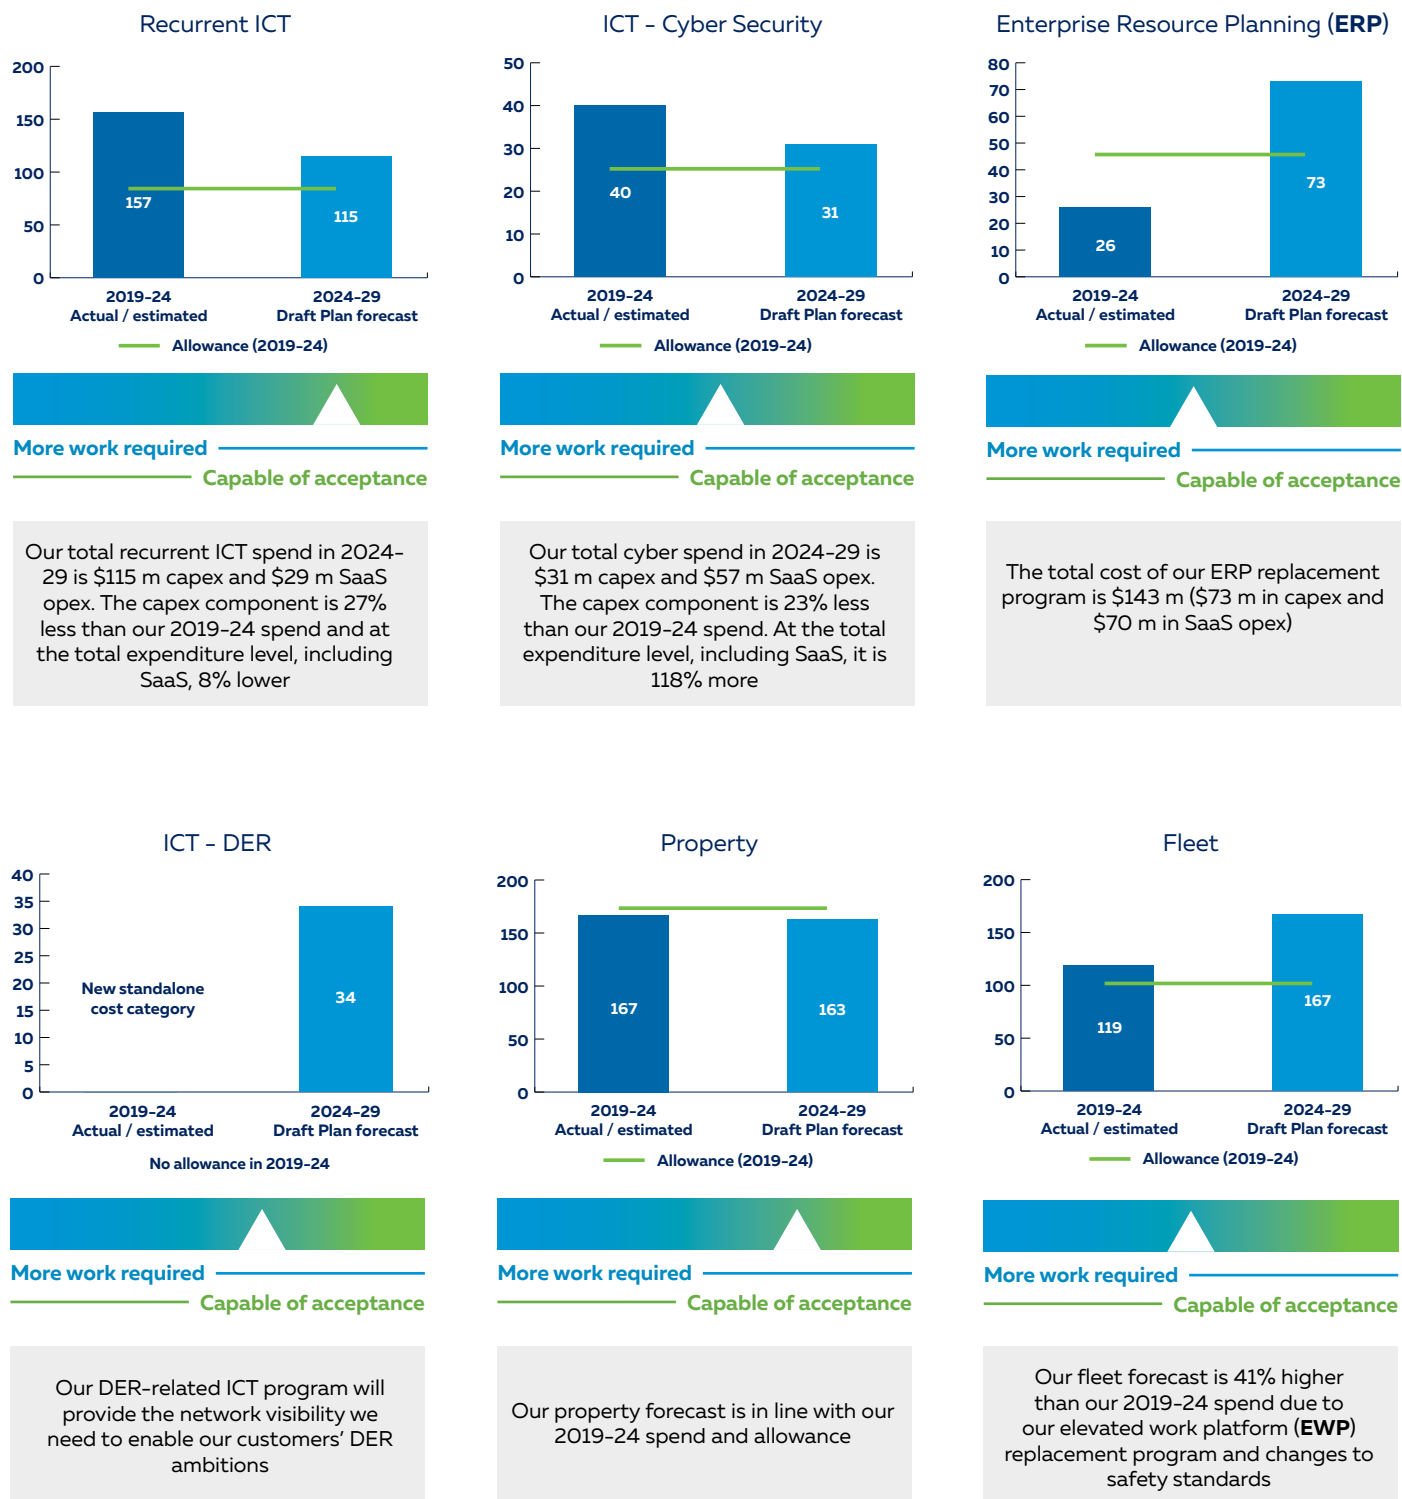 Recurrent ICT
200
150
100
50
0
157
115
2019-24
Actual / estimated
2024-29
Draft Plan forecast
Allowance (2019-24)
More work required
Capable of acceptance
Our total recurrent ICT spend in 2024-
29 is $115 m capex and $29 m SaaS
opex. The capex component is 27%
less than our 2019-24 spend and at
the total expenditure level, including
SaaS, 8% lower
ICT - Cyber Security
50
40
30
20
10
0
40
31
2019-24
Actual / estimated
2024-29
Draft Plan forecast
Allowance (2019-24)
More work required
Capable of acceptance
Our total cyber spend in 2024-29 is
$31 m capex and $57 m SaaS opex.
The capex component is 23% less
than our 2019-24 spend. At the total
expenditure level, including SaaS, it is
118% more
Enterprise Resource Planning (ERP)
80
70
60
50
40
30
20
10
0
26
73
2019-24
Actual / estimated
2024-29
Draft Plan forecast
Allowance (2019-24)
More work required
Capable of acceptance
The total cost of our ERP replacement
program is $143 m ($73 m in capex and
$70 m in SaaS opex)
ICT - DER
40
35
30
25
20
15
10
5
0
New standalone
cost category
34
2019-24
Actual / estimated
2024-29
Draft Plan forecast
No allowance in 2019-24
More work required
Capable of acceptance
Our DER-related ICT program will
provide the network visibility we
need to enable our customers’ DER
ambitions
Property
200
150
100
50
0
167
163
2019-24
Actual / estimated
2024-29
Draft Plan forecast
Allowance (2019-24)
More work required
Capable of acceptance
Our property forecast is in line with our
2019-24 spend and allowance
Fleet
200
150
100
50
0
119
167
2019-24
Actual / estimated
2024-29
Draft Plan forecast
Allowance (2019-24)
More work required
Capable of acceptance
Our fleet forecast is 41% higher
than our 2019-24 spend due to
our elevated work platform (EWP)
replacement program and changes to
safety standards